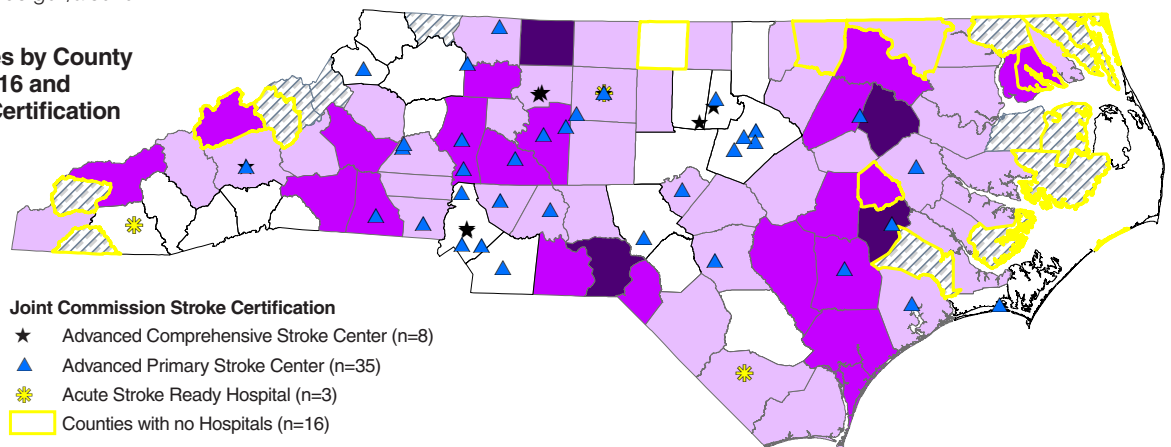 es by County
16 and
Certification
Joint Commission Stroke Certification
Advanced Comprehensive Stroke Center (n=8)
Advanced Primary Stroke Center (n=35)
Acute Stroke Ready Hospital (n=3)
Counties with no Hospitals (n=16)